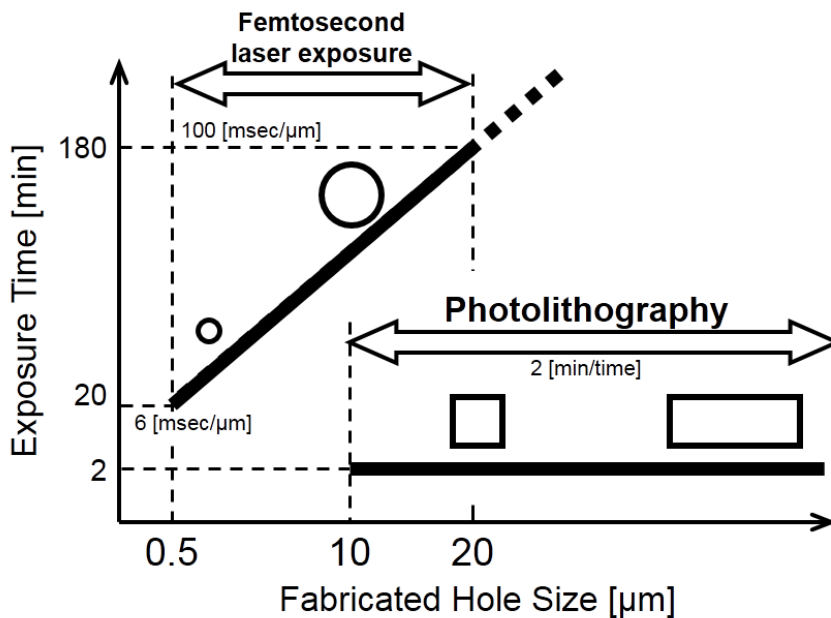 Femtosecond
laser exposure
100 [msec/μm]
180
Exposure Time [min]
Photolithography
2 [min/time]
20
6 [msec/μm]
2
0.5 10 20
Fabricated Hole Size [μm]